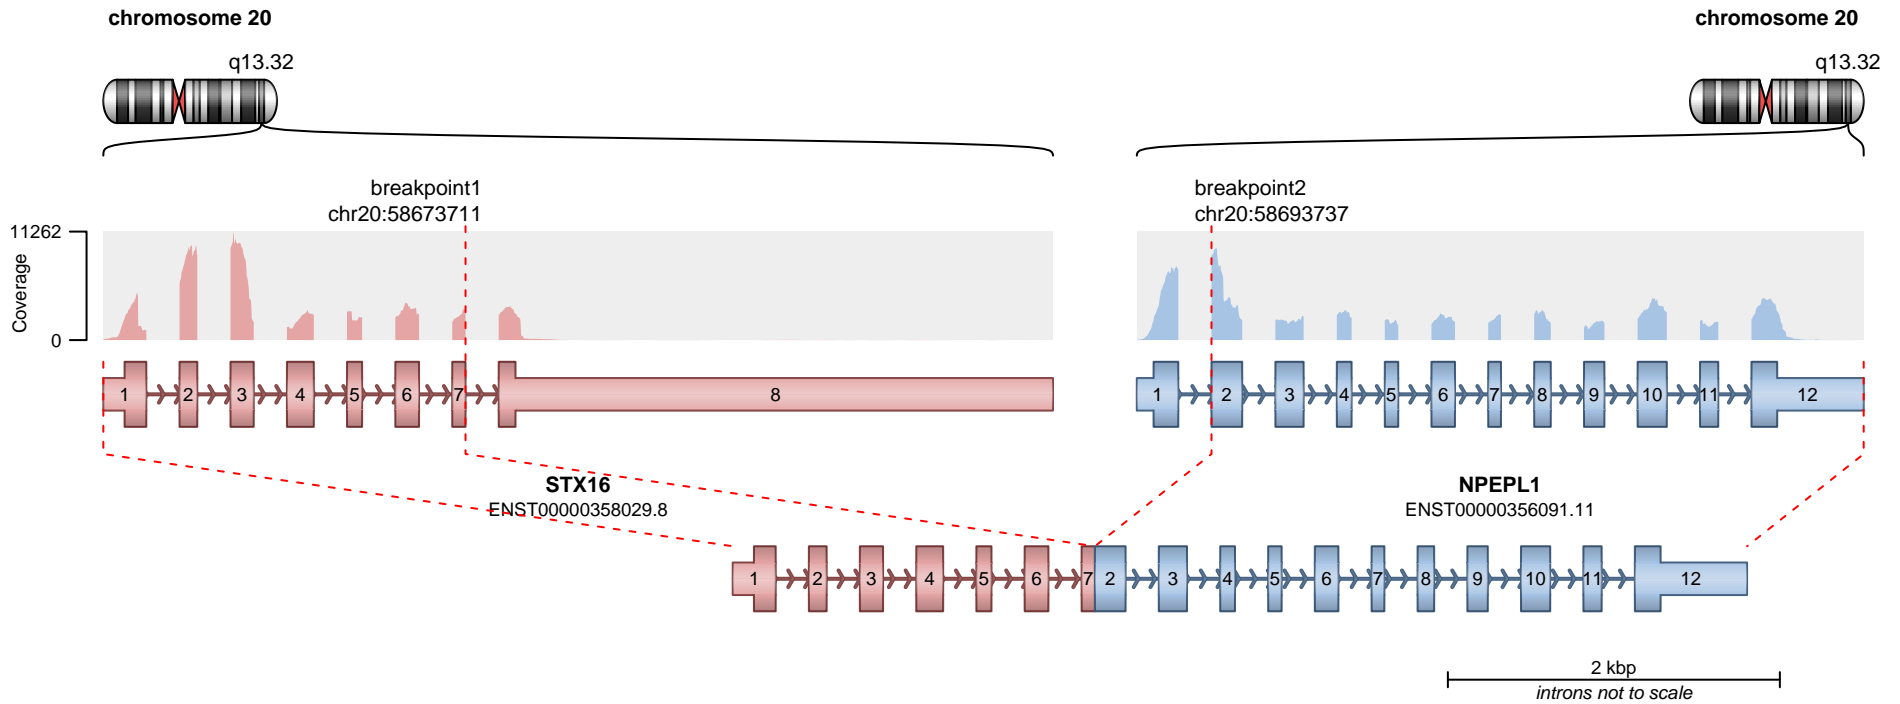 chromosome 20
chromosome 20
q13.32
q13.32
breakpoint1
chr20:58673711
breakpoint2
chr20:58693737
11262
Coverage
0
1 2 3 4 5 6 7 8
1 2 3 4 5 6 7 8 9 10 11 12
STX16
ENST00000358029.8
NPEPL1
ENST00000356091.11
1 2 3 4 5 6 7 2 3 4 5 6 7 8 9 10 11 12
2 kbp
introns not to scale